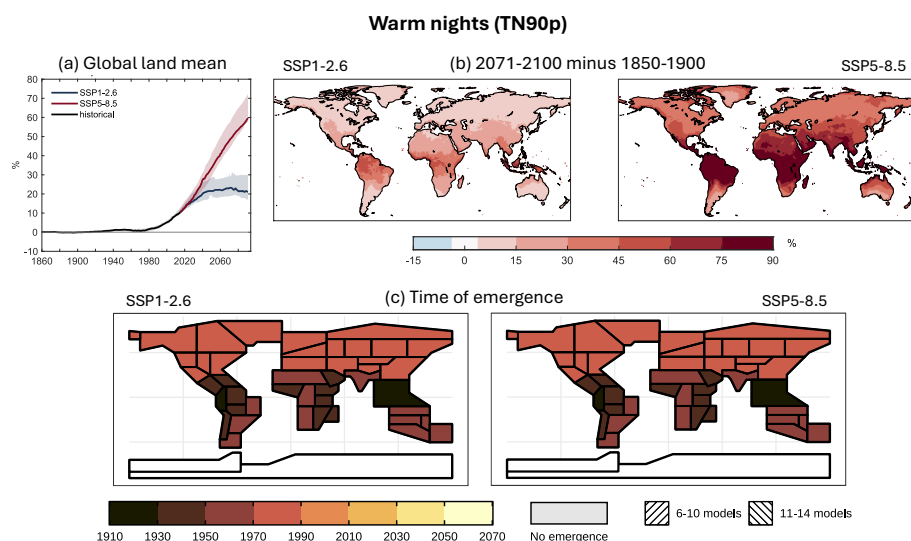 Warm nights (TN90p)
(a) Global land mean
(b) 2071-2100 minus 1850-1900
SSP1-2.6
SSP5-8.5
80
70
60
50
40
30
20
10
0
-10
%
SSP1-2.6
SSP5-8.5
historical
1860 1900 1940 1980 2020 2060
-15 0 15 30 45 60 75 90
%
(c) Time of emergence
SSP1-2.6
SSP5-8.5
1910 1930 1950 1970 1990 2010 2030 2050 2070
No emergence
6-10 models
11-14 models